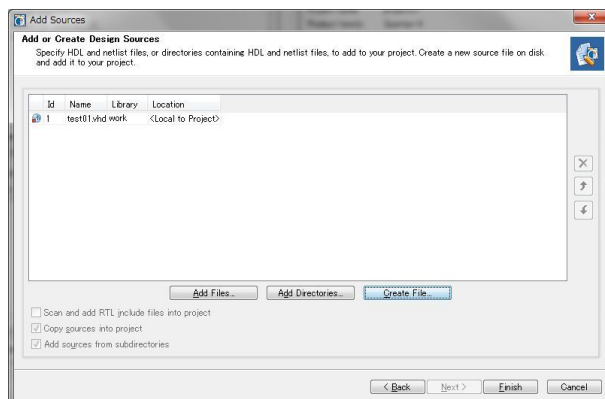 Add Sources
Add or Create Design Sources
Specify HDL and netlist files, or directories containing HDL and netlist files, to add to your project. Create a new source file on disk
and add it to your project.
Id Name Library Location
1 test01.vhd work <Local to Project>
Add Files...
Add Directories...
Create File...
Scan and add RTL include files into project
Copy sources into project
Add sources from subdirectories
< Back
Next >
Finish
Cancel